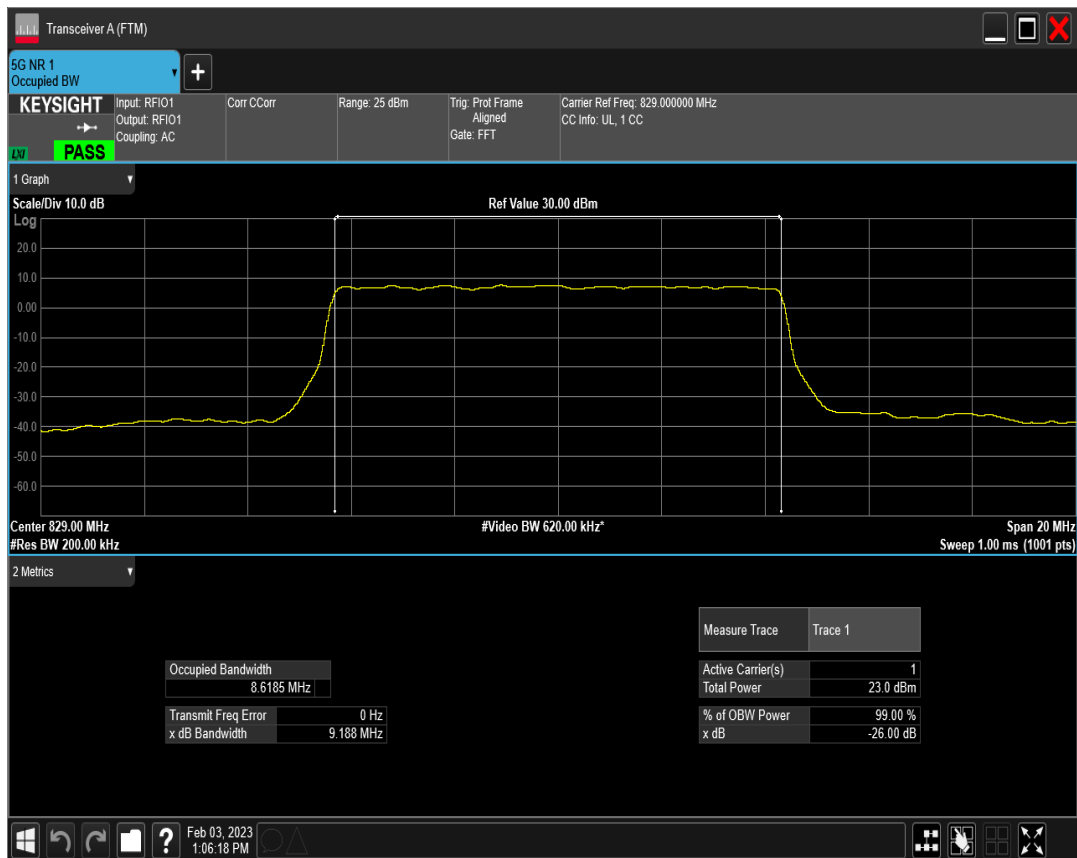 Transceiver A (FTM)
5G NR 1
Occupied BW
+
KEYSIGHT
LXI
PASS
Input: RFIO1
Output: RFIO1
Coupling: AC
Corr CCorr
Range: 25 dBm
Trig: Prot Frame
Aligned
Gate: FFT
Carrier Ref Freq: 829.000000 MHz
CC Info: UL, 1 CC
1 Graph
Scale/Div 10.0 dB
Ref Value 30.00 dBm
Log
20.0
10.0
0.00
-10.0
-20.0
-30.0
-40.0
-50.0
-60.0
Center 829.00 MHz
#Video BW 620.00 kHz*
Span 20 MHz
#Res BW 200.00 kHz
Sweep 1.00 ms (1001 pts)
2 Metrics
Measure Trace Trace 1
Occupied Bandwidth
8.6185 MHz
Active Carrier(s) 1
Total Power 23.0 dBm
Transmit Freq Error 0 Hz
x dB Bandwidth 9.188 MHz
% of OBW Power 99.00 %
x dB -26.00 dB
?
Feb 03, 2023
1:06:18 PM